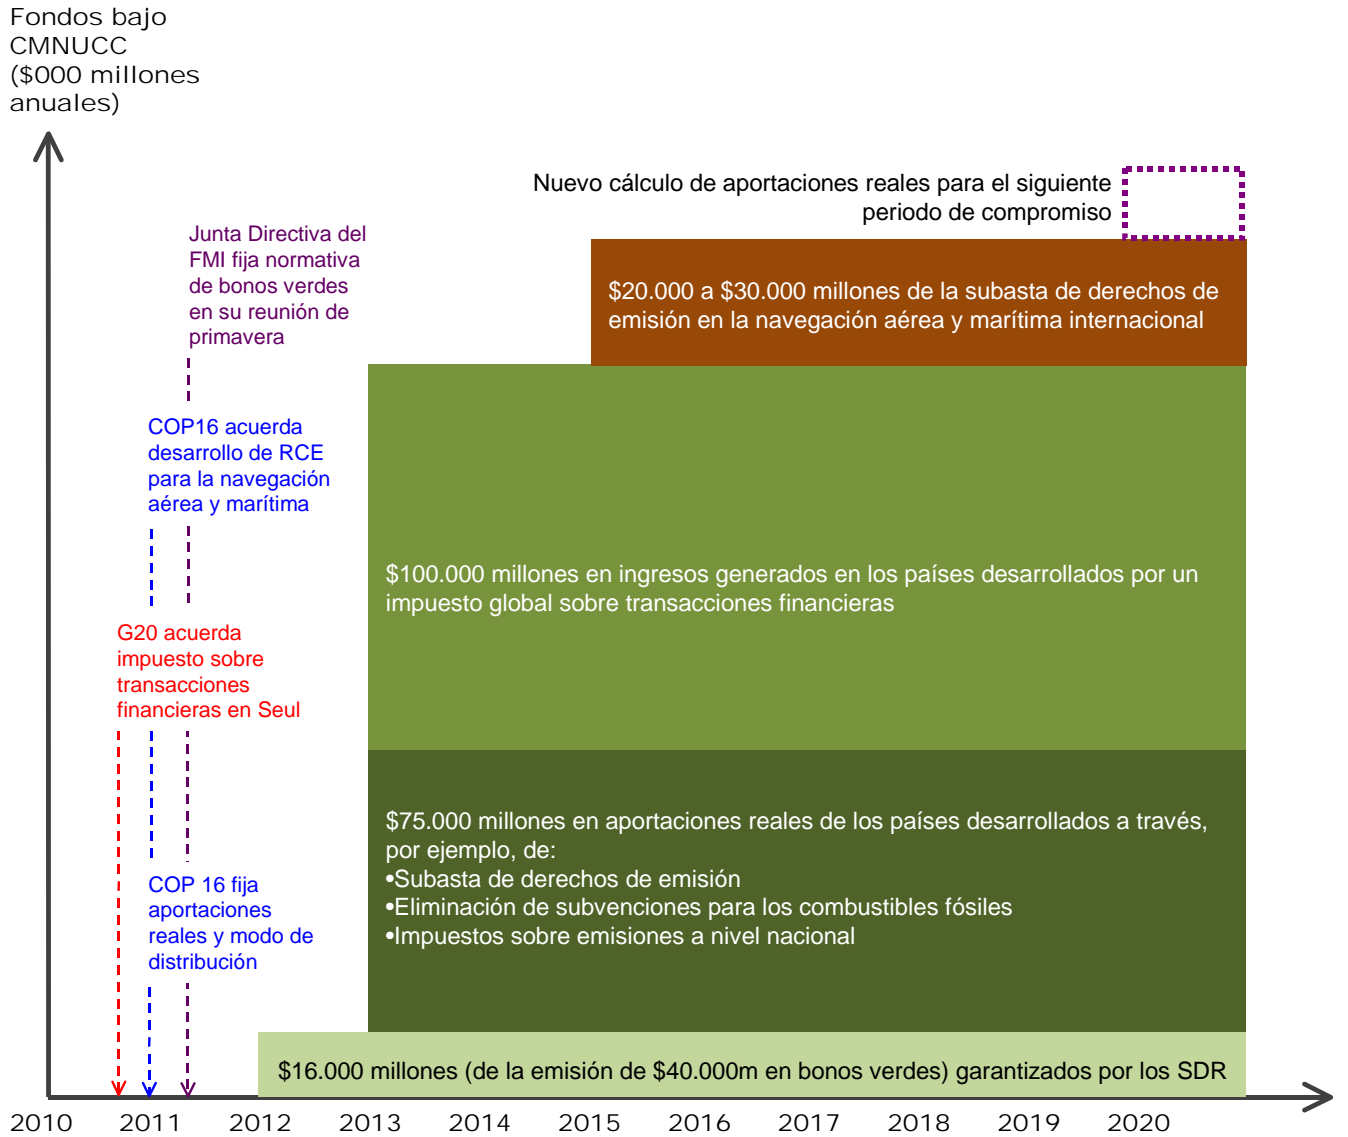 Fondos bajo
CMNUCC
($000 millones
anuales)
Nuevo cálculo de aportaciones reales para el siguiente
periodo de compromiso
Junta Directiva del
FMI fija normativa
de bonos verdes
en su reunión de
primavera
$20.000 a $30.000 millones de la subasta de derechos de
emisión en la navegación aérea y marítima internacional
COP16 acuerda
desarrollo de RCE
para la navegación
aérea y marítima
$100.000 millones en ingresos generados en los países desarrollados por un
impuesto global sobre transacciones financieras
G20 acuerda
impuesto sobre
transacciones
financieras en Seul
$75.000 millones en aportaciones reales de los países desarrollados a través,
por ejemplo, de:
•Subasta de derechos de emisión
•Eliminación de subvenciones para los combustibles fósiles
•Impuestos sobre emisiones a nivel nacional
COP 16 fija
aportaciones
reales y modo de
distribución
$16.000 millones (de la emisión de $40.000m en bonos verdes) garantizados por los SDR
2010 2011 2012 2013 2014 2015 2016 2017 2018 2019 2020